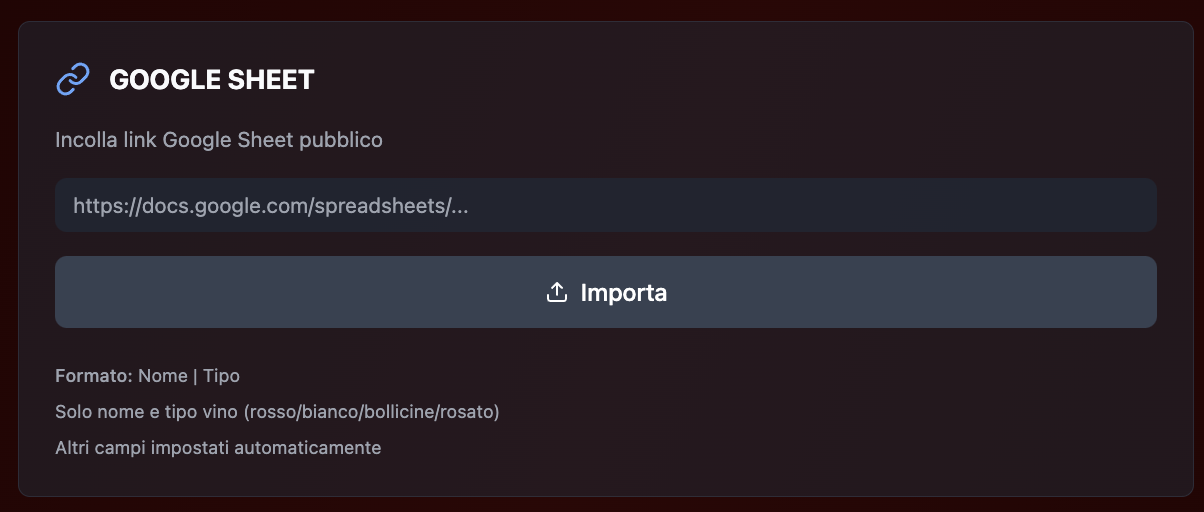 GOOGLE SHEET
Incolla link Google Sheet pubblico
https://docs.google.com/spreadsheets/...
Importa
Formato: Nome | Tipo
Solo nome e tipo vino (rosso/bianco/bollicine/rosato)
Altri campi impostati automaticamente